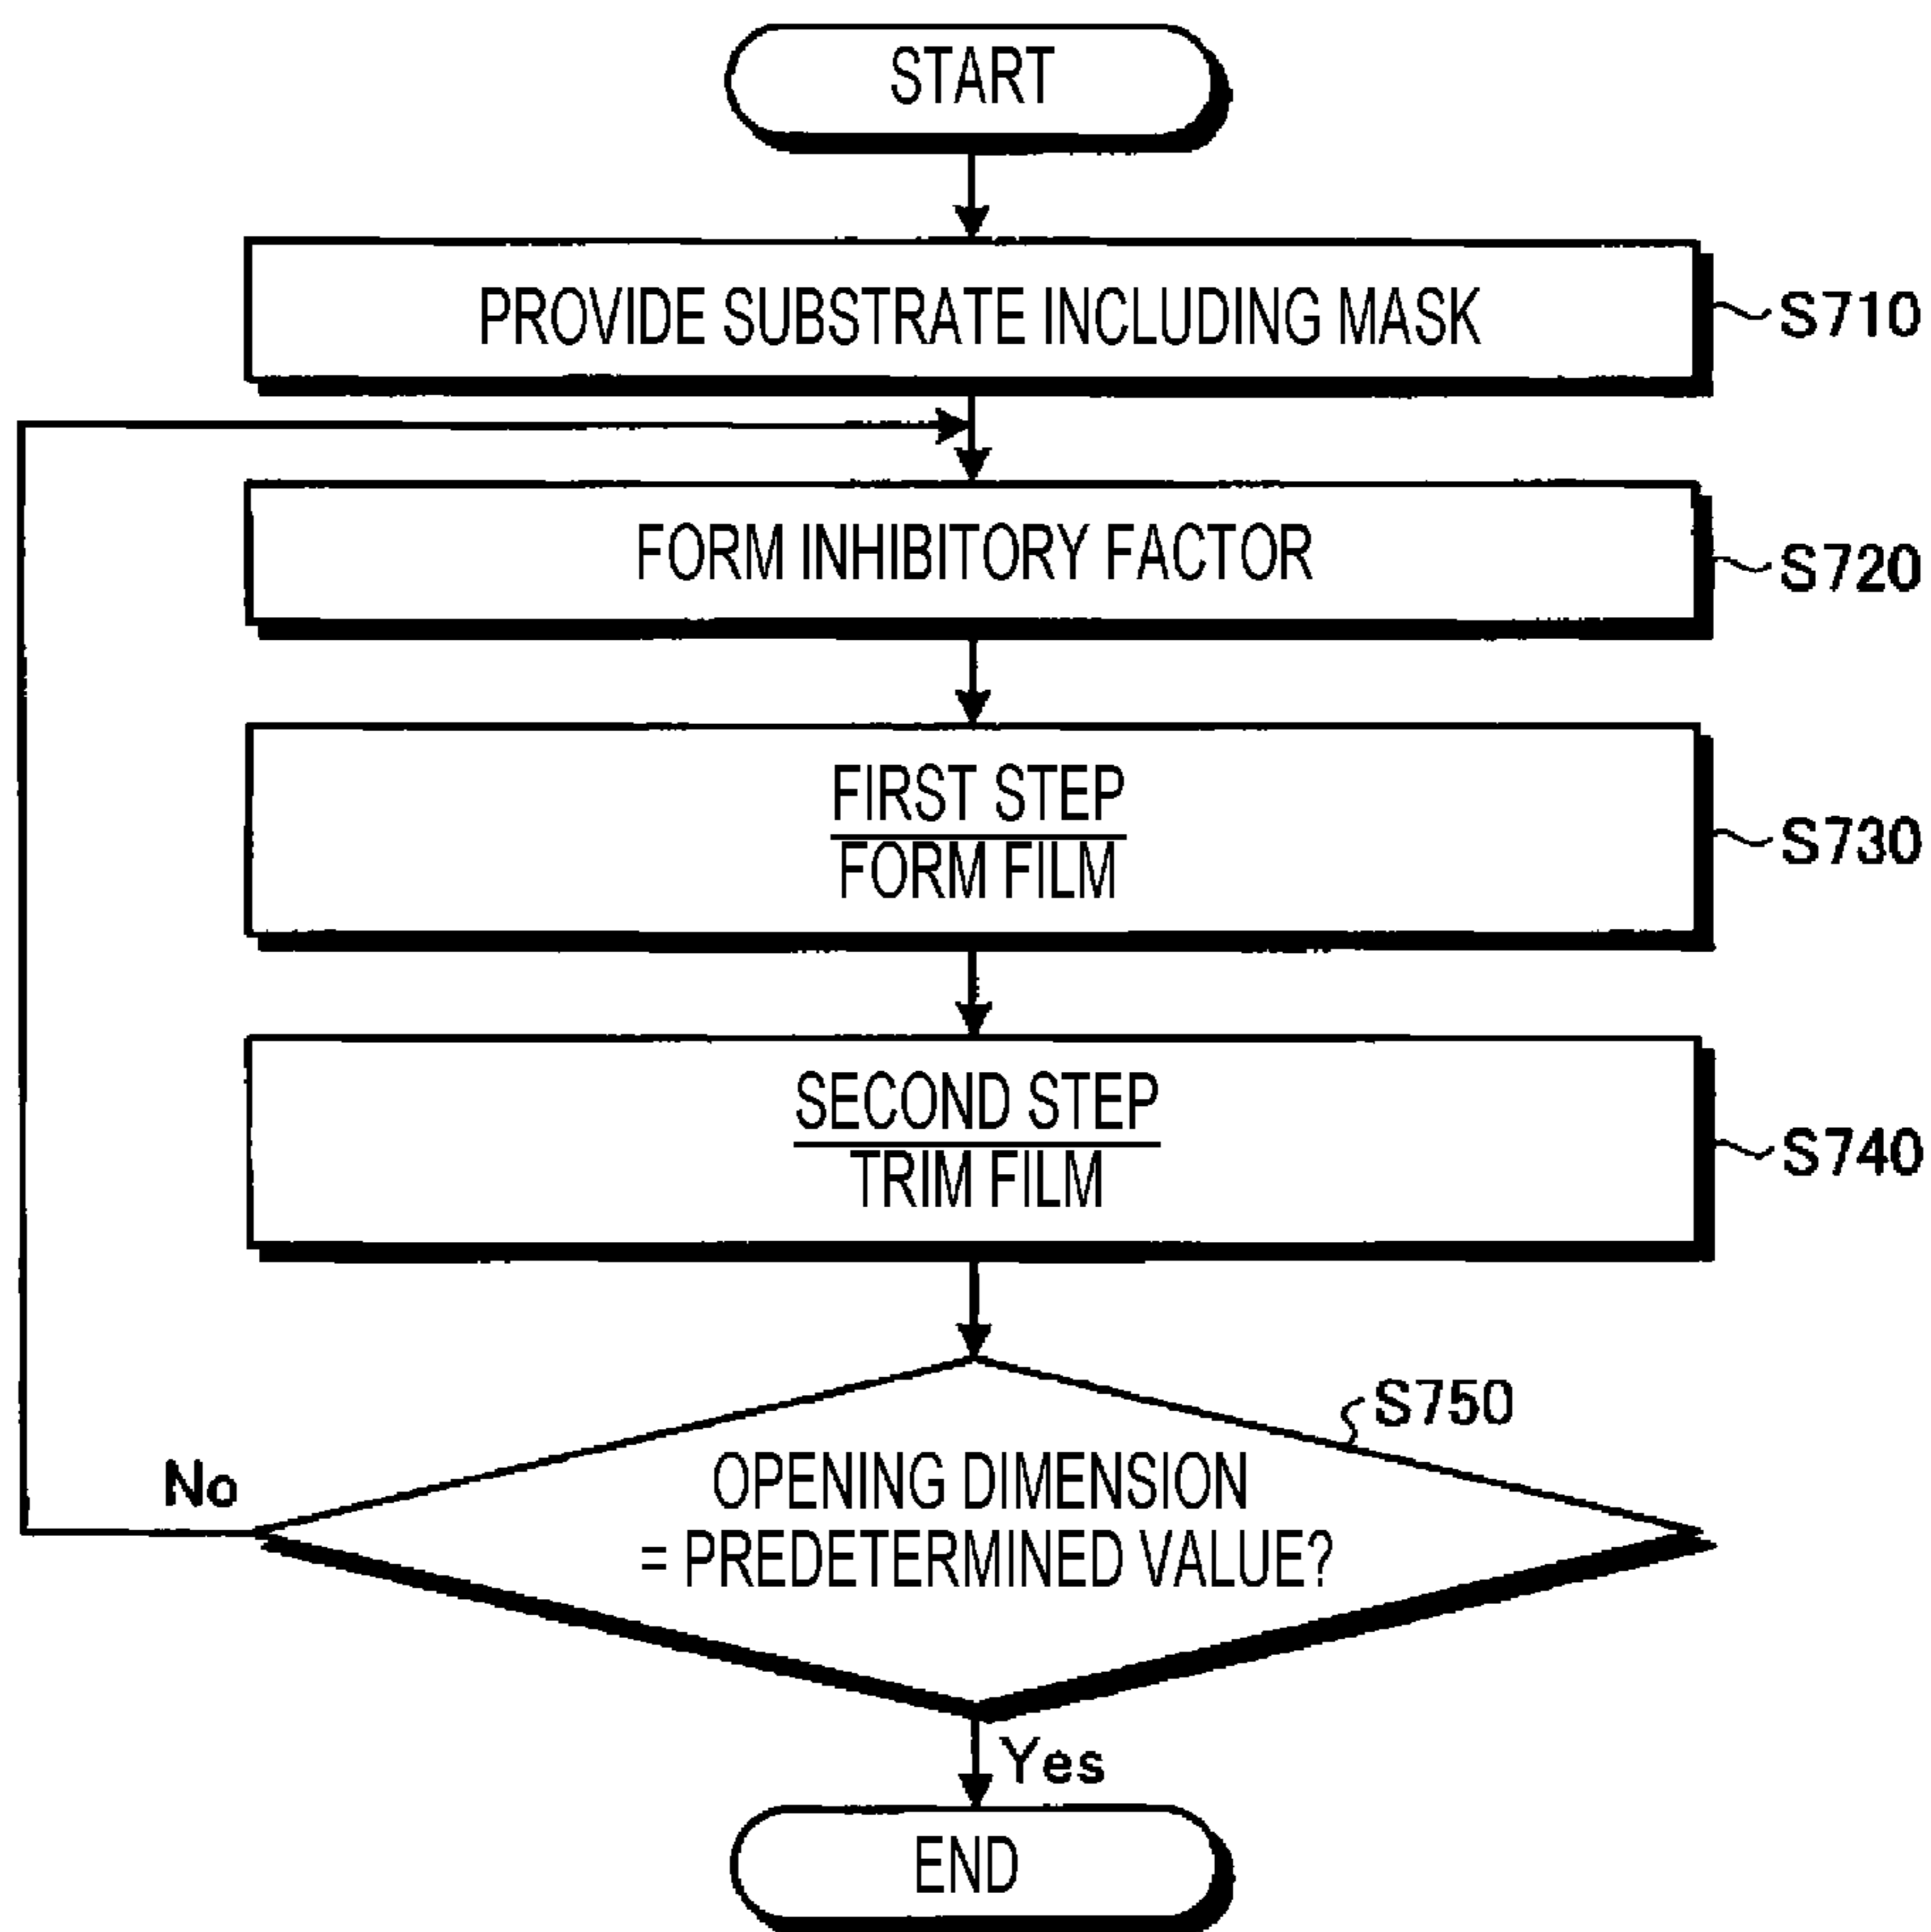 START
PROVIDE SUBSTRATE INCLUDING MASK
S710
FORM INHIBITORY FACTOR
S720
FIRST STEP
FORM FILM
S730
SECOND STEP
TRIM FILM
S740
S750
OPENING DIMENSION
= PREDETERMINED VALUE?
No
Yes
END